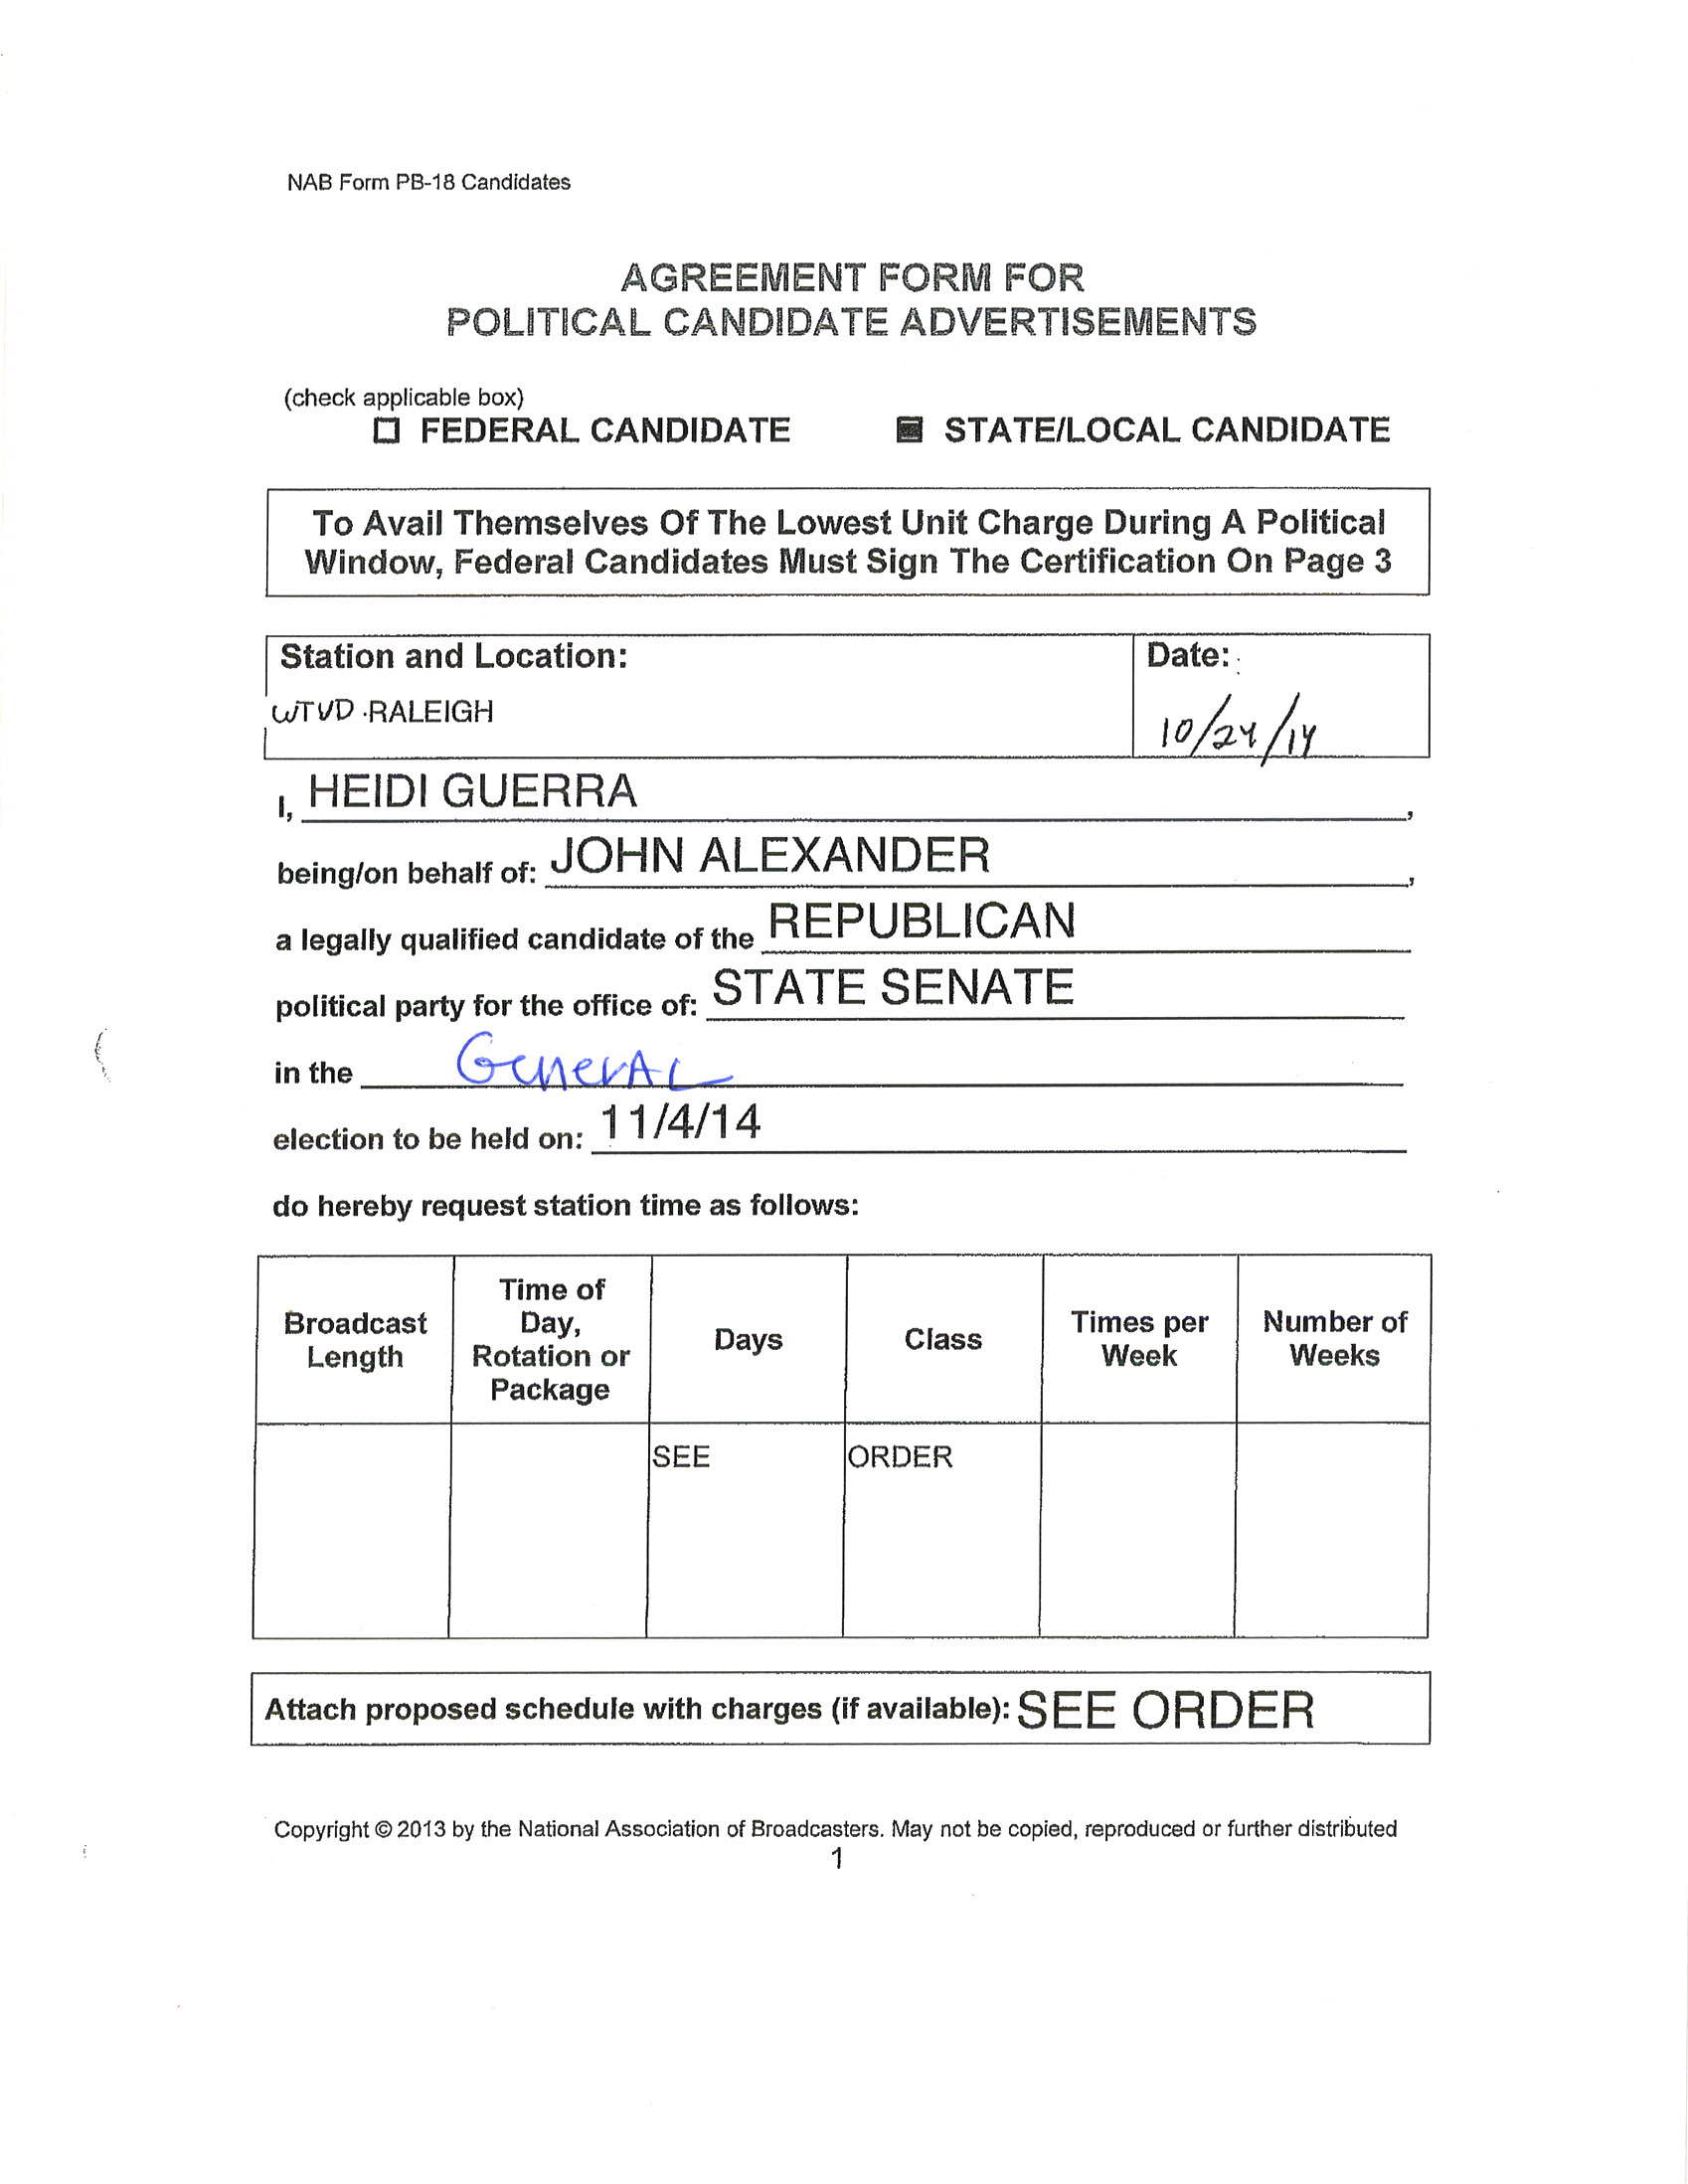 NAB Form PB-18 Candidates
AGREEMENT FORM FOR
POLITICAL CANDIDATE ADVERTISEMENTS
(check applicable box)
FEDERAL CANDIDATE STATE/LOCAL CANDIDATE
To Avail Themselves Of The Lowest Unit Charge During A Political
Window, Federal Candidates Must Sign The Certification On Page 3
Station and Location: Date:
WTVD RALEIGH 10/24/14
I, HEIDI GUERRA,
being/on behalf of: JOHN ALEXANDER,
a legally qualified candidate of the REPUBLICAN
political party for the office of: STATE SENATE
in the GenerAL
election to be held on: 11/4/14
do hereby request station time as follows:
Broadcast Length
Time of Day, Rotation or Package
Days
Class
Times per Week
Number of Weeks
SEE ORDER
Attach proposed schedule with charges (if available): SEE ORDER
Copyright © 2013 by the National Association of Broadcasters. May not be copied, reproduced or further distributed
1